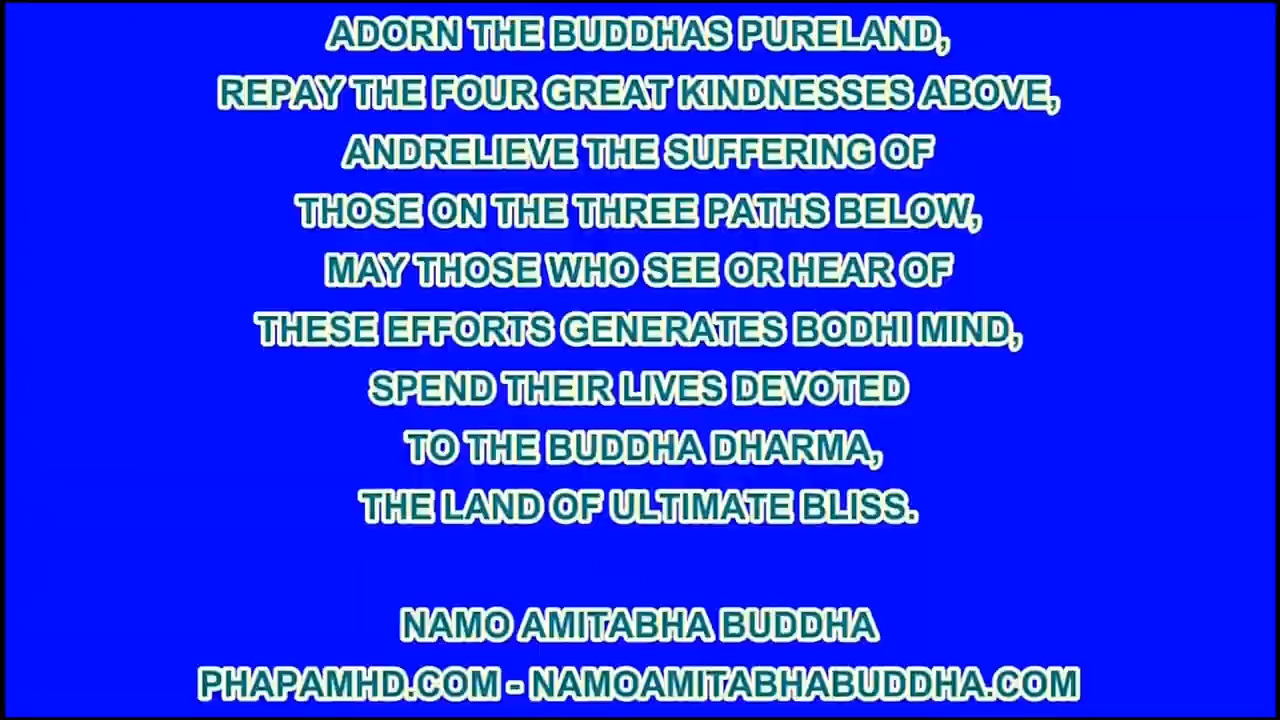 ADORN THE BUDDHAS PURELAND,
REPAY THE FOUR GREAT KINDNESSES ABOVE,
ANDRELIEVE THE SUFFERING OF
THOSE ON THE THREE PATHS BELOW,
MAY THOSE WHO SEE OR HEAR OF
THESE EFFORTS GENERATES BODHI MIND,
SPEND THEIR LIVES DEVOTED
TO THE BUDDHA DHARMA,
THE LAND OF ULTIMATE BLISS.
NAMO AMITABHA BUDDHA
PHAPAMHD.COM - NAMOAMITABHABUDDHA.COM